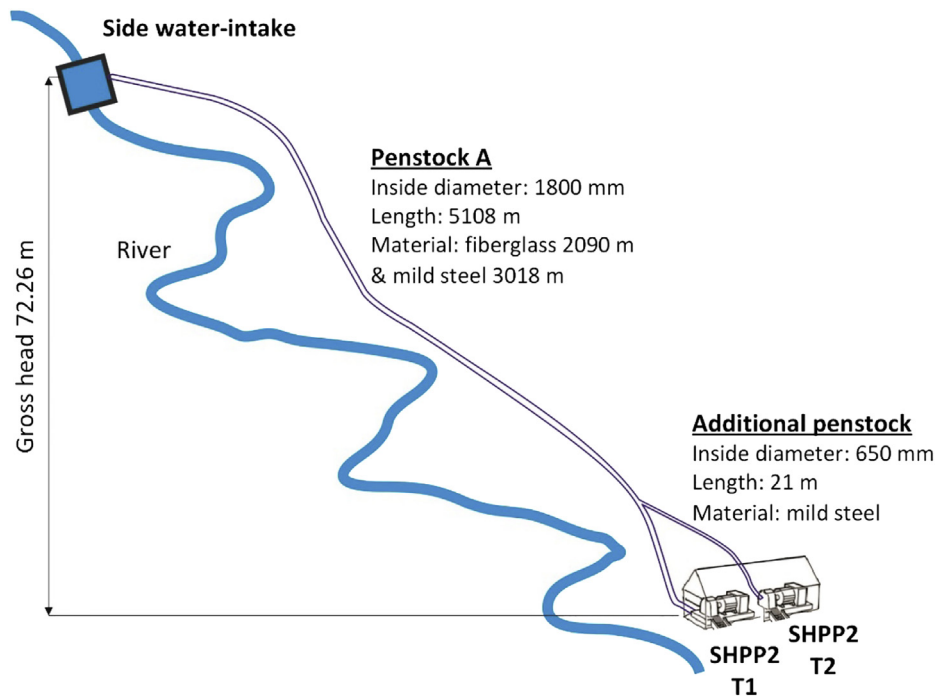 Side water-intake
Penstock A
Inside diameter: 1800 mm
Length: 5108 m
Material: fiberglass 2090 m
& mild steel 3018 m
River
Gross head 72.26 m
Additional penstock
Inside diameter: 650 mm
Length: 21 m
Material: mild steel
SHPP2
T1
SHPP2
T2